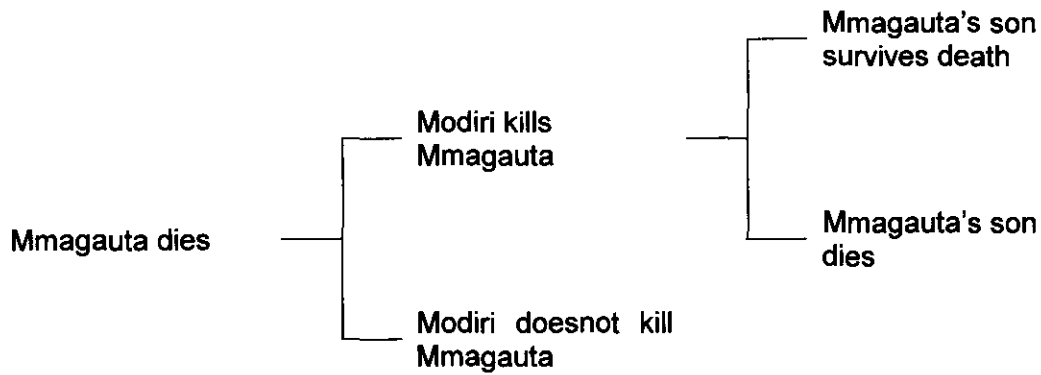 Mmagauta's son
survives death
Modiri kills
Mmagauta
Mmagauta dies
Mmagauta's son
dies
Modiri doesnot kill
Mmagauta